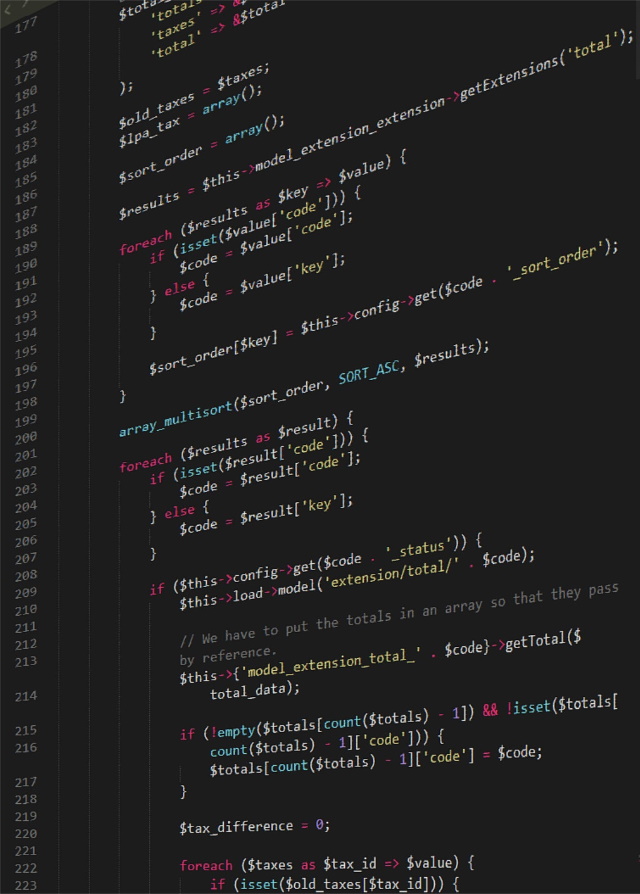 177 'totals
'taxes' => &
'total' => &$total
178
179 );
180
181 $old_taxes = $taxes;
182 $lpa_tax = array();
183
184 $sort_order = array();
185
186 $results = $this->model_extension_extension->getExtensions('total');
187
188 foreach ($results as $key => $value) {
189 if (isset($value['code'])) {
190 $code = $value['code'];
191 } else {
192 $code = $value['key'];
193
194 }
195
196 $sort_order[$key] = $this->config->get($code . '_sort_order');
197 }
198
199 array_multisort($sort_order, SORT_ASC, $results);
200
201 foreach ($results as $result) {
202 if (isset($result['code'])) {
203 $code = $result['code'];
204 } else {
205 $code = $result['key'];
206
207 }
208 if ($this->config->get($code . '_status')) {
209 $this->load->model('extension/total/' . $code);
210
211 // We have to put the totals in an array so that they pass
212 by reference.
213 $this->{'model_extension_total_' . $code}->getTotal($
214 total_data);
215 if (!empty($totals[count($totals) - 1]) && !isset($totals[
216 count($totals) - 1]['code'])) {
217 $totals[count($totals) - 1]['code'] = $code;
218 }
219
220 $tax_difference = 0;
221
222 foreach ($taxes as $tax_id => $value) {
223 if (isset($old_taxes[$tax_id])) {